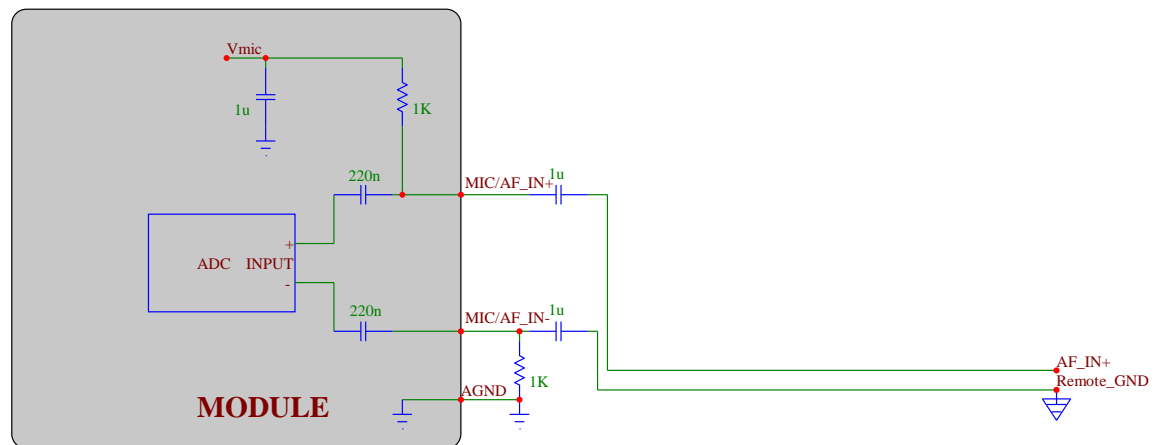 Vmic
1u
1K
220n
MIC/AF_IN+
1u
+
ADC INPUT
-
220n
MIC/AF_IN-
1u
AF_IN+
Remote_GND
1K
AGND
MODULE